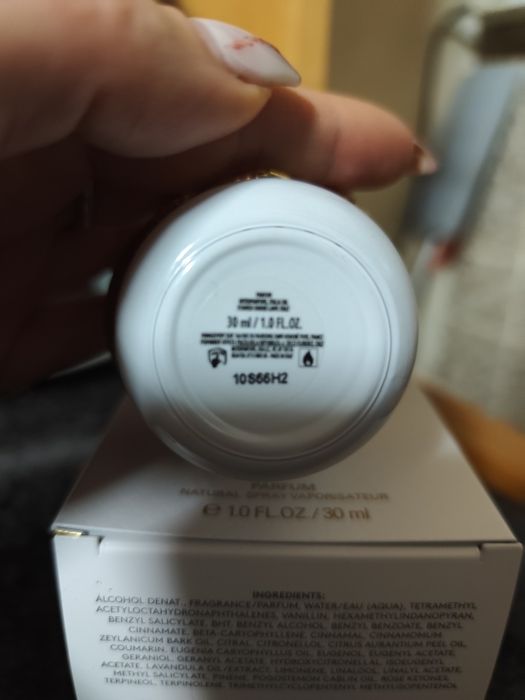 PARFUM
30 ml / 1.0 FL.OZ.
10S66H2
PARFUM
NATURAL SPRAY VAPORISATEUR
℮ 1.0 FL.OZ. / 30 ml
INGREDIENTS:
ALCOHOL DENAT., FRAGRANCE/PARFUM, WATER/EAU (AQUA), TETRAMETHYL
ACETYLOCTAHYDRONAPHTHALENES, VANILLIN, HEXAMETHYLINDANOPYRAN,
BENZYL SALICYLATE, BHT, BENZYL ALCOHOL, BENZYL BENZOATE, BENZYL
CINNAMATE, BETA-CARYOPHYLLENE, CINNAMAL, CINNAMOMUM
ZEYLANICUM BARK OIL, CITRAL, CITRONELLOL, CITRUS AURANTIUM PEEL OIL,
COUMARIN, EUGENIA CARYOPHYLLUS OIL, EUGENOL, EUGENYL ACETATE,
GERANIOL, GERANYL ACETATE, HYDROXYCITRONELLAL, ISOEUGENYL
ACETATE, LAVANDULA OIL/EXTRACT, LIMONENE, LINALOOL, LINALYL ACETATE,
METHYL SALICYLATE, PINENE, POGOSTEMON CABLIN OIL, ROSE KETONES,
TERPINEOL, TERPINOLENE, TRIMETHYLCYCLOPENTENYL METHYLISOPENTENOL